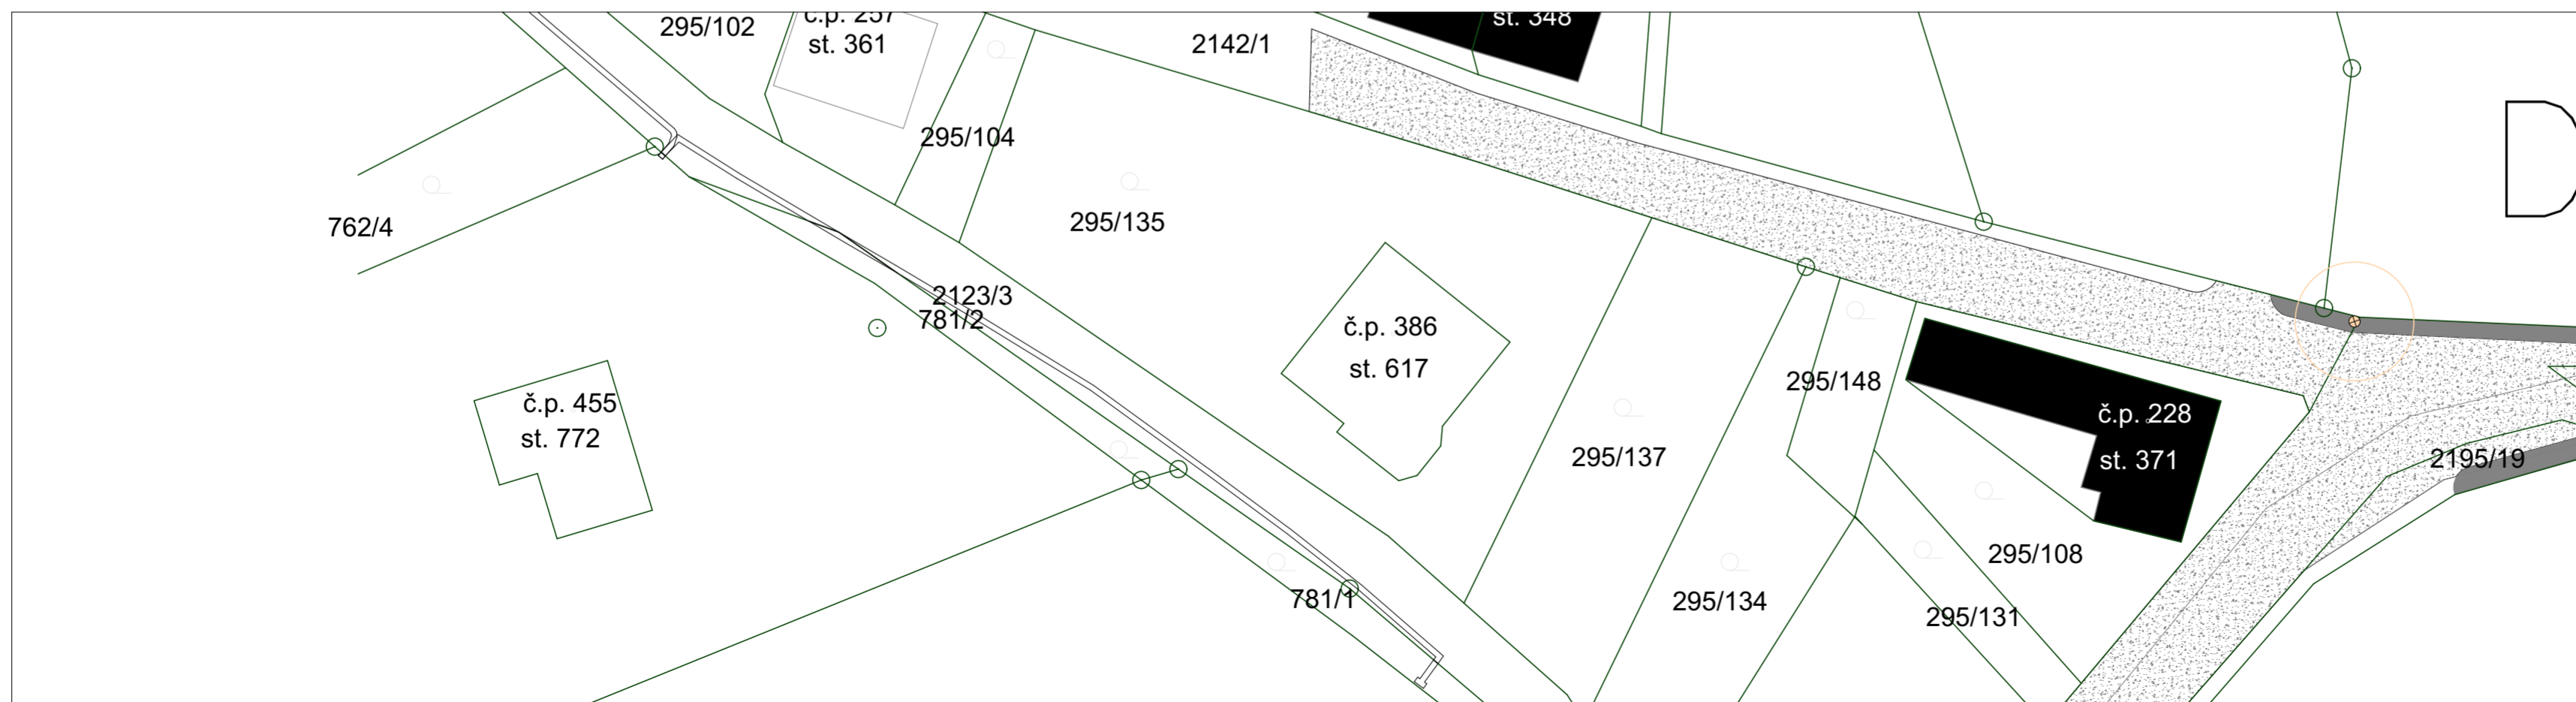 295/102
č.p. 257
st. 361
2142/1
st. 348
295/104
762/4
295/135
2123/3
781/2
č.p. 386
st. 617
295/148
č.p. 455
st. 772
č.p. 228
st. 371
295/137
2195/19
295/108
781/1
295/134
295/131
D